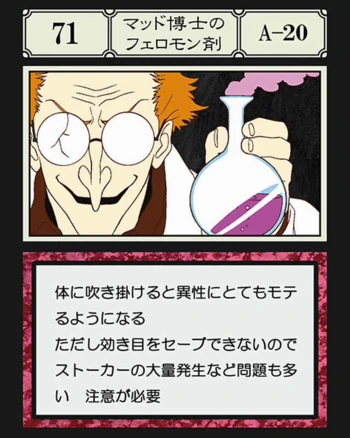 71
マッド博士の
フェロモン剤
A-20
体に吹き掛けると異性にとてもモテ
るようになる
ただし効き目をセーブできないので
ストーカーの大量発生など問題も多
い　注意が必要